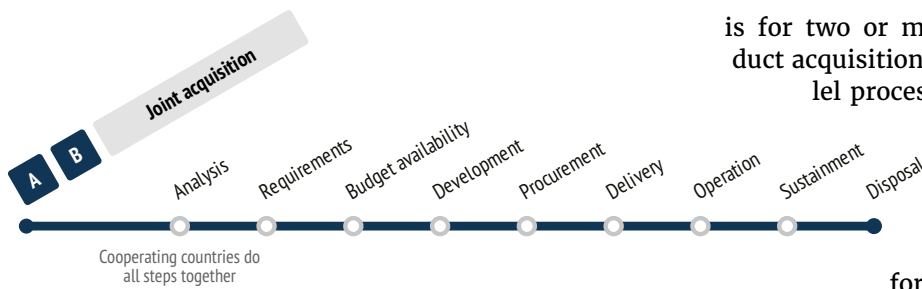 is for two or m
duct acquisition
lel proces
Joint acquisition
A B
Analysis
Requirements
Budget availability
Development
Procurement
Delivery
Operation
Sustainment
Disposal
Cooperating countries do
all steps together
for